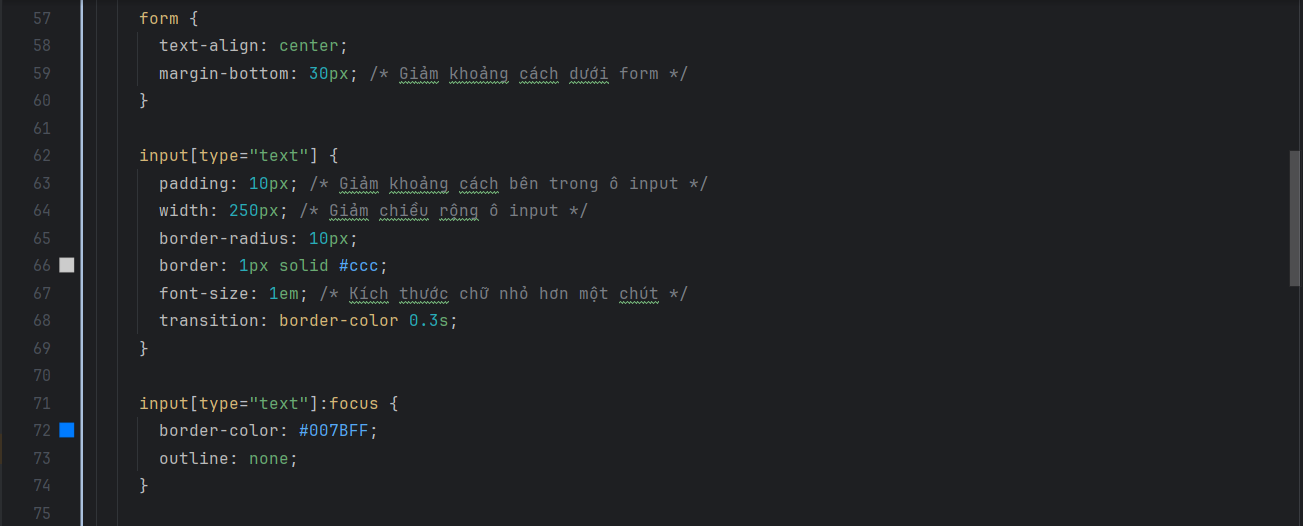 57 form {
58 text-align: center;
59 margin-bottom: 30px; /* Giảm khoảng cách dưới form */
60 }
61
62 input[type="text"] {
63 padding: 10px; /* Giảm khoảng cách bên trong ô input */
64 width: 250px; /* Giảm chiều rộng ô input */
65 border-radius: 10px;
66 border: 1px solid #ccc;
67 font-size: 1em; /* Kích thước chữ nhỏ hơn một chút */
68 transition: border-color 0.3s;
69 }
70
71 input[type="text"]:focus {
72 border-color: #007BFF;
73 outline: none;
74 }
75